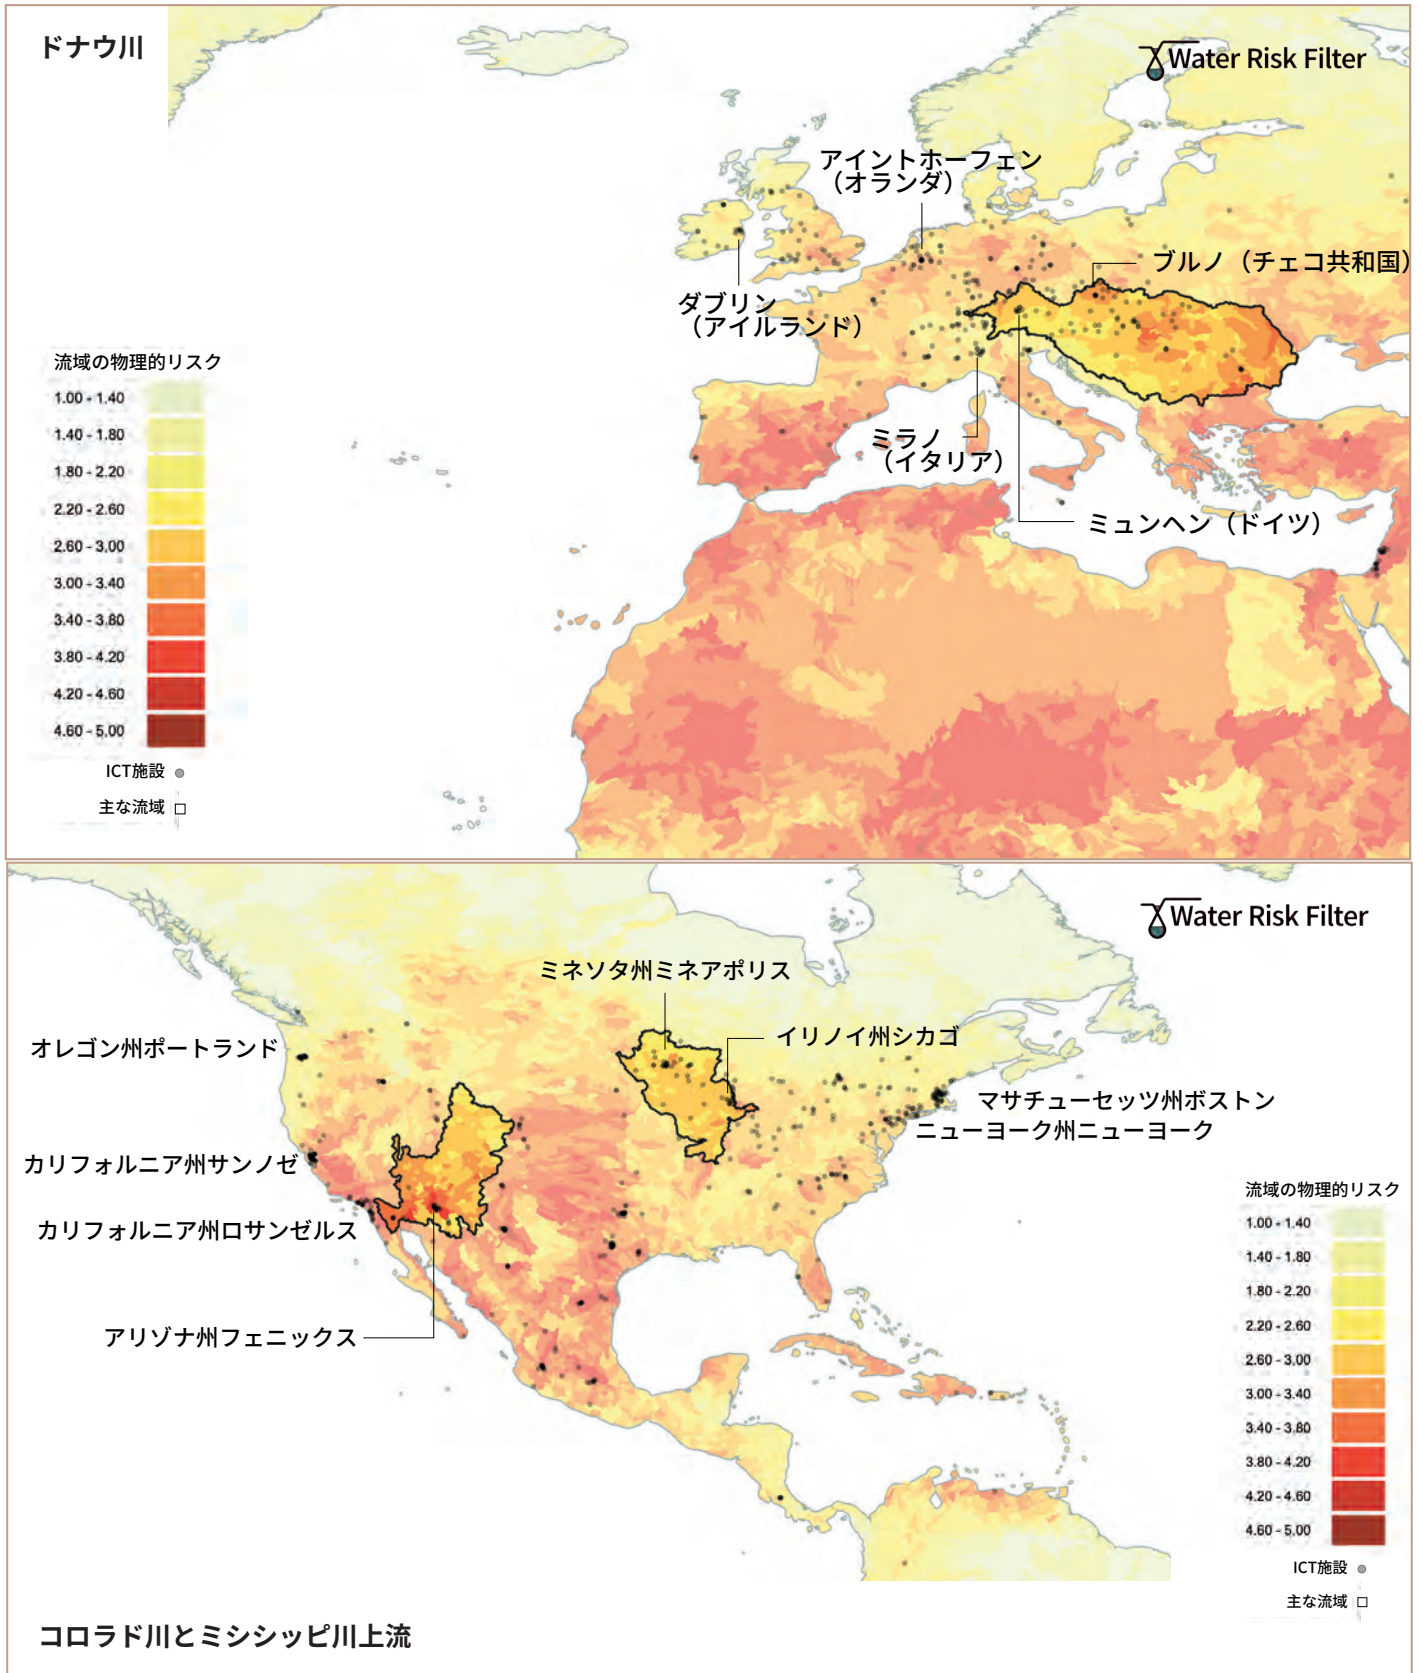 ドナウ川
Water Risk Filter
アイントホーフェン
（オランダ）
ブルノ（チェコ共和国）
ダブリン
（アイルランド）
流域の物理的リスク
1.00 - 1.40
1.40 - 1.80
1.80 - 2.20
2.20 - 2.60
2.60 - 3.00
3.00 - 3.40
3.40 - 3.80
3.80 - 4.20
4.20 - 4.60
4.60 - 5.00
ICT施設
主な流域
ミラノ
（イタリア）
ミュンヘン（ドイツ）
Water Risk Filter
ミネソタ州ミネアポリス
イリノイ州シカゴ
オレゴン州ポートランド
マサチューセッツ州ボストン
ニューヨーク州ニューヨーク
カリフォルニア州サンノゼ
カリフォルニア州ロサンゼルス
アリゾナ州フェニックス
流域の物理的リスク
1.00 - 1.40
1.40 - 1.80
1.80 - 2.20
2.20 - 2.60
2.60 - 3.00
3.00 - 3.40
3.40 - 3.80
3.80 - 4.20
4.20 - 4.60
4.60 - 5.00
ICT施設
主な流域
コロラド川とミシシッピ川上流